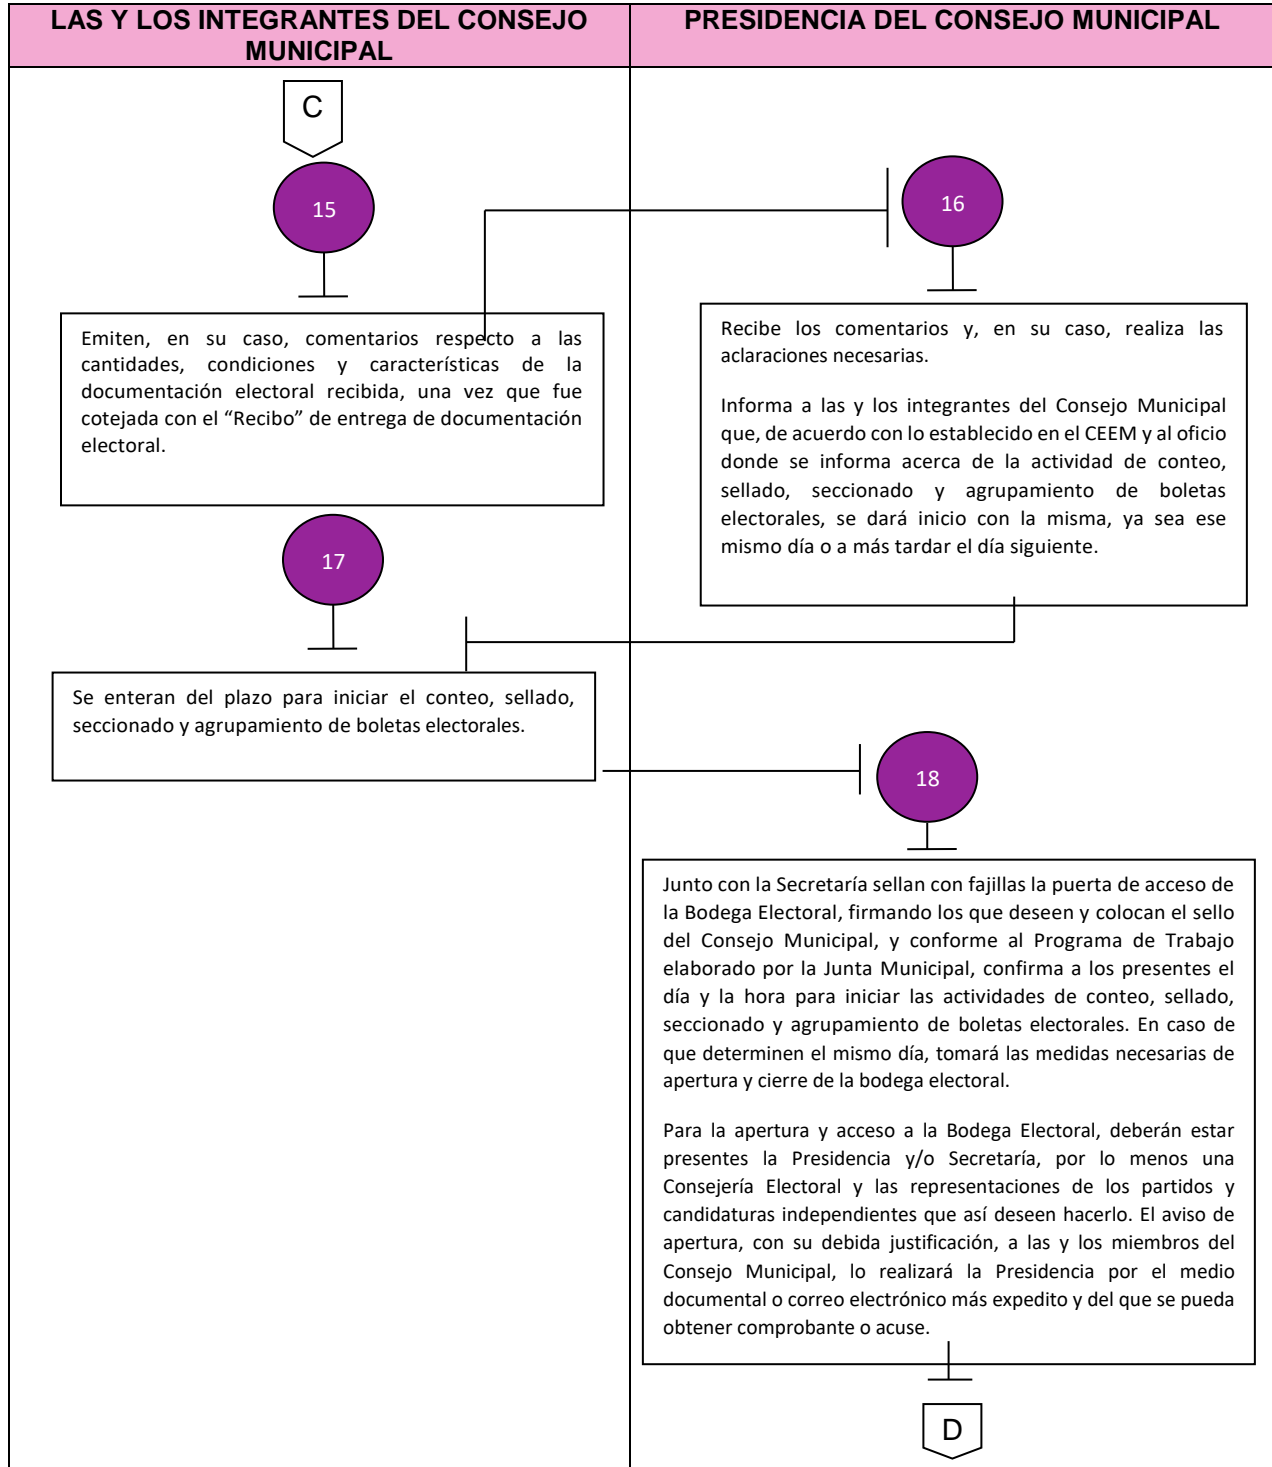 LAS Y LOS INTEGRANTES DEL CONSEJO
MUNICIPAL
PRESIDENCIA DEL CONSEJO MUNICIPAL
C
15
Emiten, en su caso, comentarios respecto a las
cantidades, condiciones y características de la
documentación electoral recibida, una vez que fue
cotejada con el “Recibo” de entrega de documentación
electoral.
16
Recibe los comentarios y, en su caso, realiza las
aclaraciones necesarias.
Informa a las y los integrantes del Consejo Municipal
que, de acuerdo con lo establecido en el CEEM y al oficio
donde se informa acerca de la actividad de conteo,
sellado, seccionado y agrupamiento de boletas
electorales, se dará inicio con la misma, ya sea ese
mismo día o a más tardar el día siguiente.
17
Se enteran del plazo para iniciar el conteo, sellado,
seccionado y agrupamiento de boletas electorales.
18
Junto con la Secretaría sellan con fajillas la puerta de acceso de
la Bodega Electoral, firmando los que deseen y colocan el sello
del Consejo Municipal, y conforme al Programa de Trabajo
elaborado por la Junta Municipal, confirma a los presentes el
día y la hora para iniciar las actividades de conteo, sellado,
seccionado y agrupamiento de boletas electorales. En caso de
que determinen el mismo día, tomará las medidas necesarias de
apertura y cierre de la bodega electoral.
Para la apertura y acceso a la Bodega Electoral, deberán estar
presentes la Presidencia y/o Secretaría, por lo menos una
Consejería Electoral y las representaciones de los partidos y
candidaturas independientes que así deseen hacerlo. El aviso de
apertura, con su debida justificación, a las y los miembros del
Consejo Municipal, lo realizará la Presidencia por el medio
documental o correo electrónico más expedito y del que se pueda
obtener comprobante o acuse.
D